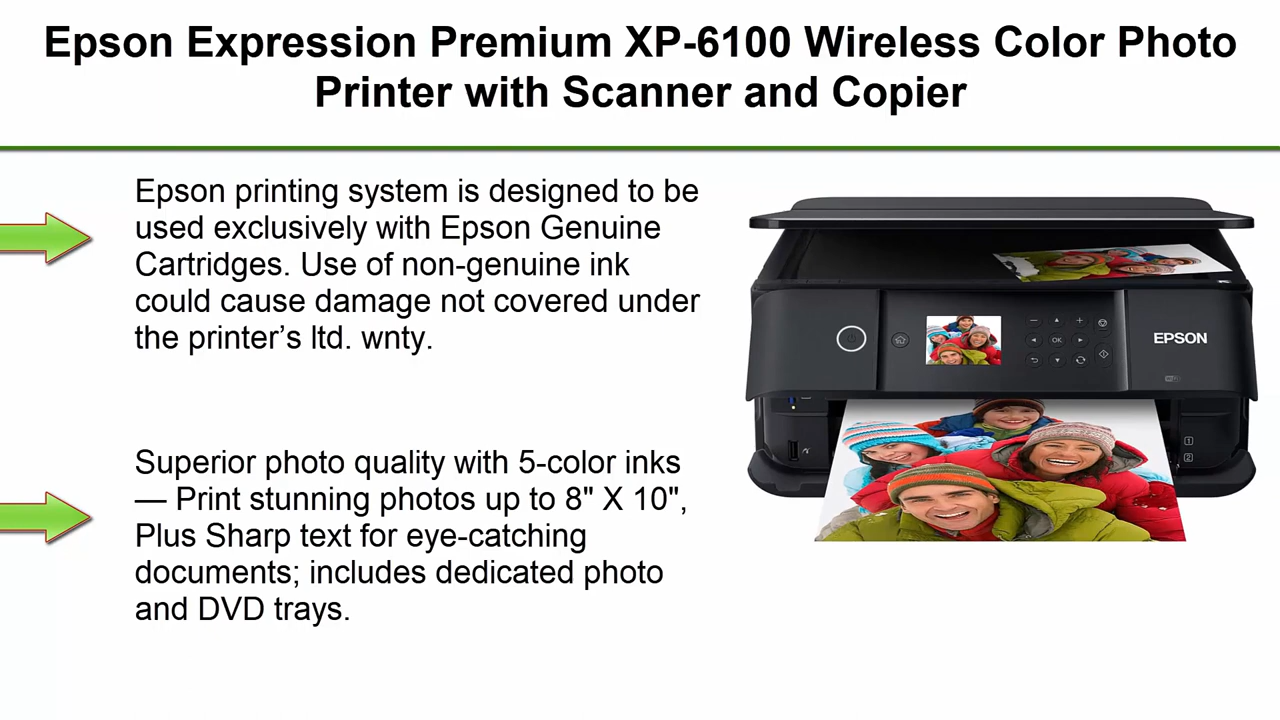 Epson Expression Premium XP-6100 Wireless Color Photo
Printer with Scanner and Copier
Epson printing system is designed to be
used exclusively with Epson Genuine
Cartridges. Use of non-genuine ink
could cause damage not covered under
the printer’s ltd. wnty.
Superior photo quality with 5-color inks
— Print stunning photos up to 8" X 10",
Plus Sharp text for eye-catching
documents; includes dedicated photo
and DVD trays.
OK
EPSON
1
2